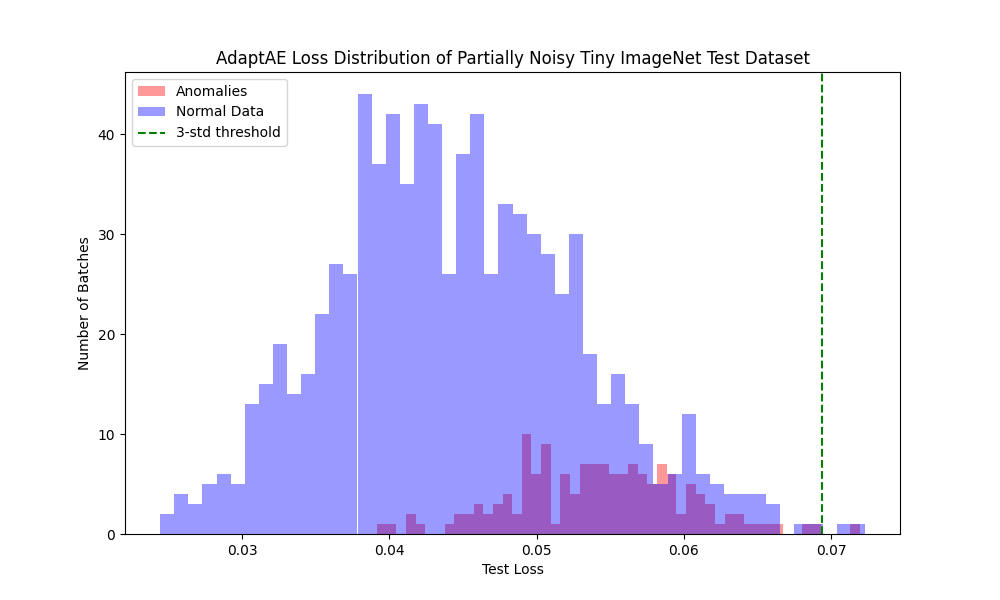 AdaptAE Loss Distribution of Partially Noisy Tiny ImageNet Test Dataset
Anomalies
Normal Data
3-std threshold
Number of Batches
40
30
20
10
0
0.03 0.04 0.05 0.06 0.07
Test Loss